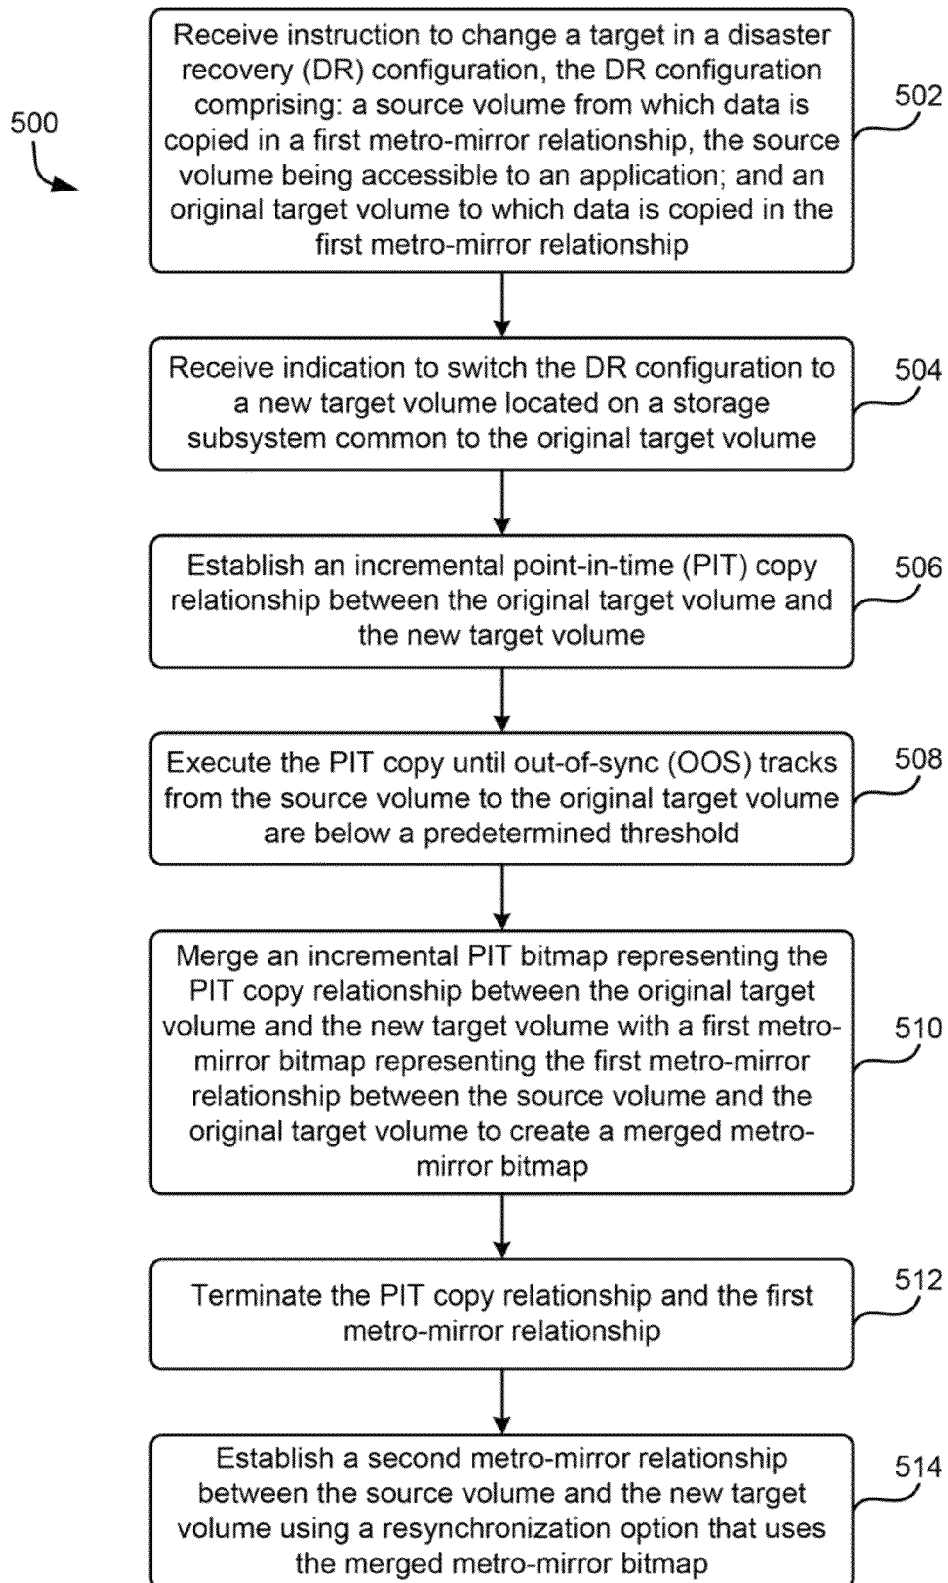 500
Receive instruction to change a target in a disaster
recovery (DR) configuration, the DR configuration
comprising: a source volume from which data is
copied in a first metro-mirror relationship, the source
volume being accessible to an application; and an
original target volume to which data is copied in the
first metro-mirror relationship
502
Receive indication to switch the DR configuration to
a new target volume located on a storage
subsystem common to the original target volume
504
Establish an incremental point-in-time (PIT) copy
relationship between the original target volume and
the new target volume
506
Execute the PIT copy until out-of-sync (OOS) tracks
from the source volume to the original target volume
are below a predetermined threshold
508
Merge an incremental PIT bitmap representing the
PIT copy relationship between the original target
volume and the new target volume with a first metro-
mirror bitmap representing the first metro-mirror
relationship between the source volume and the
original target volume to create a merged metro-
mirror bitmap
510
Terminate the PIT copy relationship and the first
metro-mirror relationship
512
Establish a second metro-mirror relationship
between the source volume and the new target
volume using a resynchronization option that uses
the merged metro-mirror bitmap
514